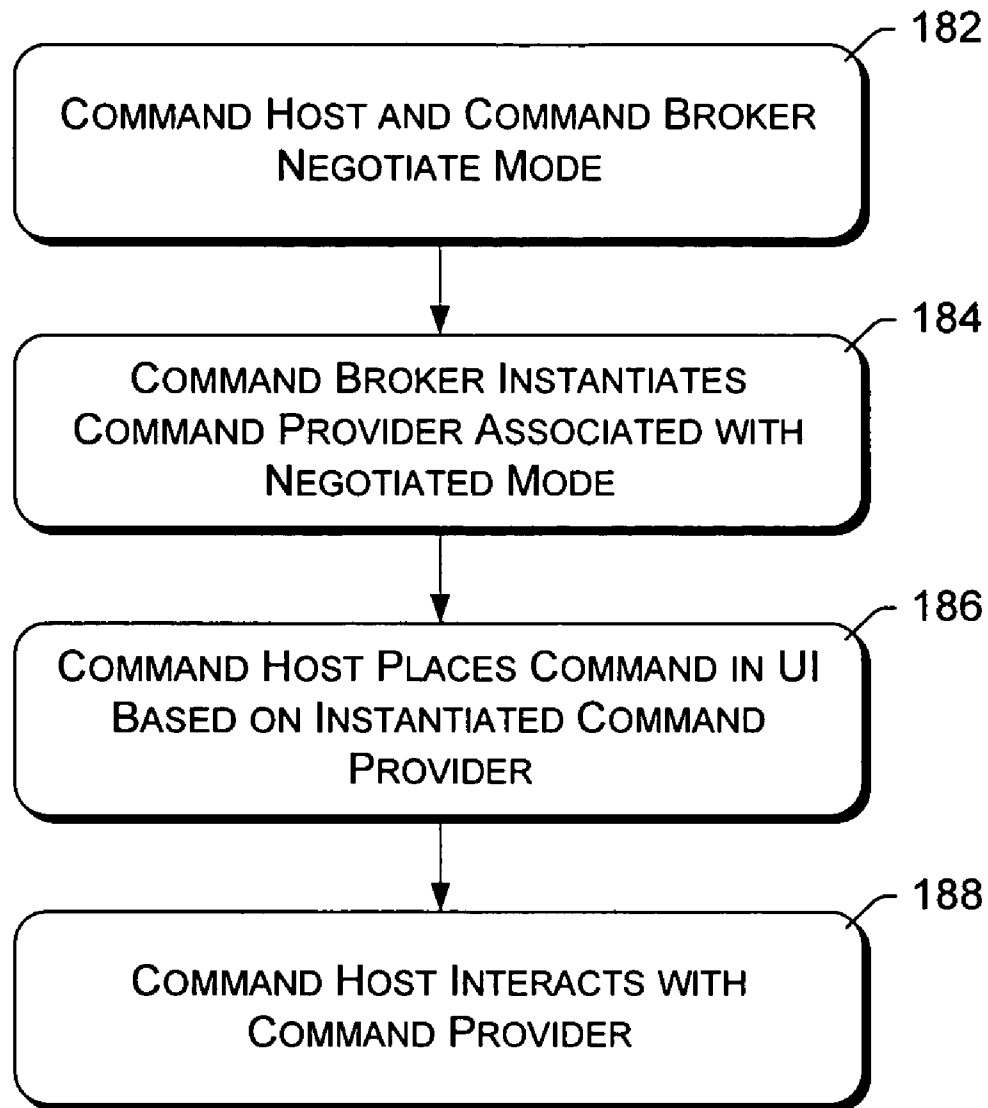 182
COMMAND HOST AND COMMAND BROKER
NEGOTIATE MODE
184
COMMAND BROKER INSTANTIATES
COMMAND PROVIDER ASSOCIATED WITH
NEGOTIATED MODE
186
COMMAND HOST PLACES COMMAND IN UI
BASED ON INSTANTIATED COMMAND
PROVIDER
188
COMMAND HOST INTERACTS WITH
COMMAND PROVIDER